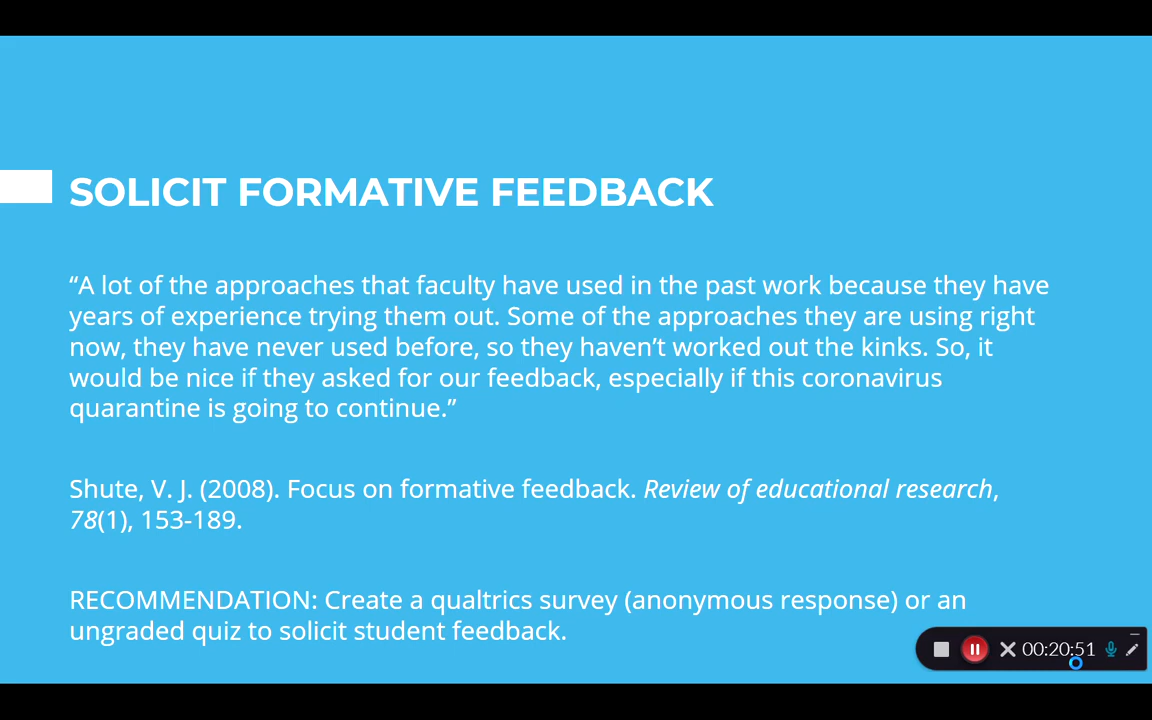 SOLICIT FORMATIVE FEEDBACK
“A lot of the approaches that faculty have used in the past work because they have
years of experience trying them out. Some of the approaches they are using right
now, they have never used before, so they haven’t worked out the kinks. So, it
would be nice if they asked for our feedback, especially if this coronavirus
quarantine is going to continue.”
Shute, V. J. (2008). Focus on formative feedback. Review of educational research,
78(1), 153-189.
RECOMMENDATION: Create a qualtrics survey (anonymous response) or an
ungraded quiz to solicit student feedback.
00:20:51